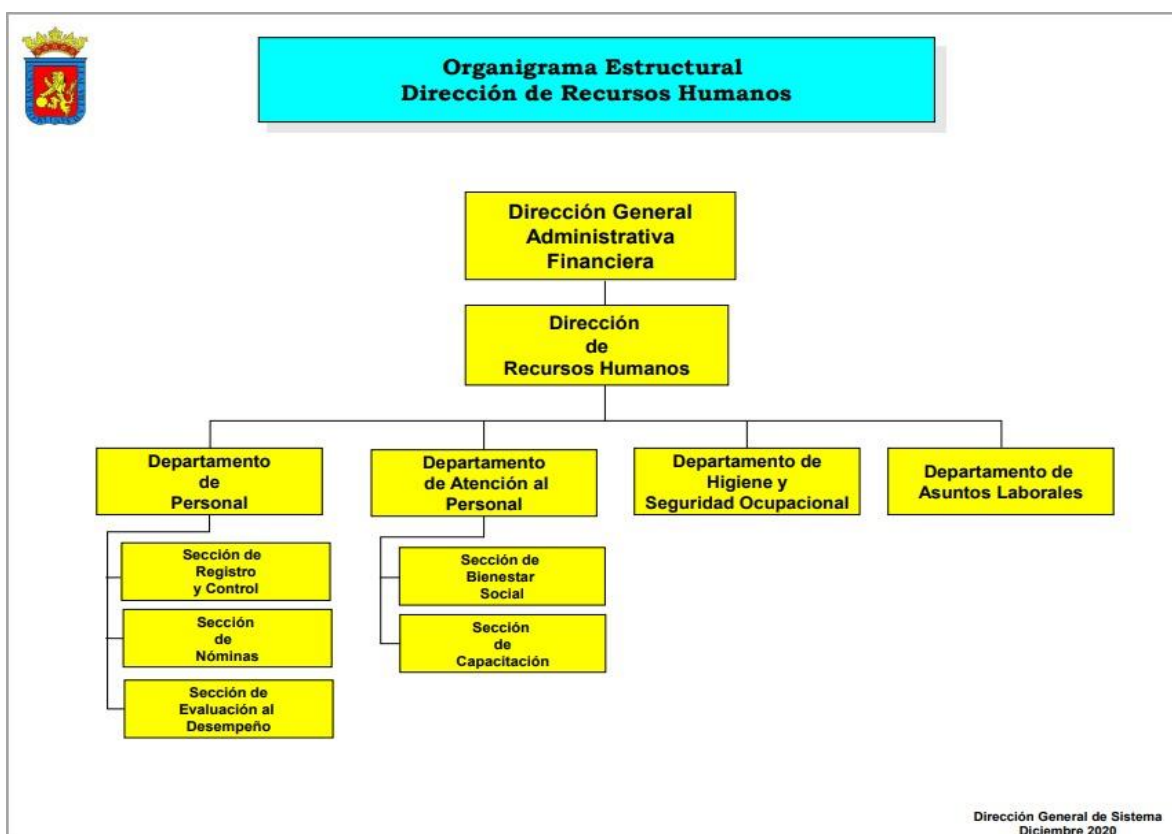 Organigrama Estructural
Dirección de Recursos Humanos
Dirección General
Administrativa
Financiera
Dirección
de
Recursos Humanos
Departamento
de
Personal
Departamento
de Atención al
Personal
Departamento de
Higiene y
Seguridad Ocupacional
Departamento de
Asuntos Laborales
Sección de
Registro
y Control
Sección
de
Nóminas
Sección de
Evaluación al
Desempeño
Sección de
Bienestar
Social
Sección
de
Capacitación
Dirección General de Sistema
Diciembre 2020